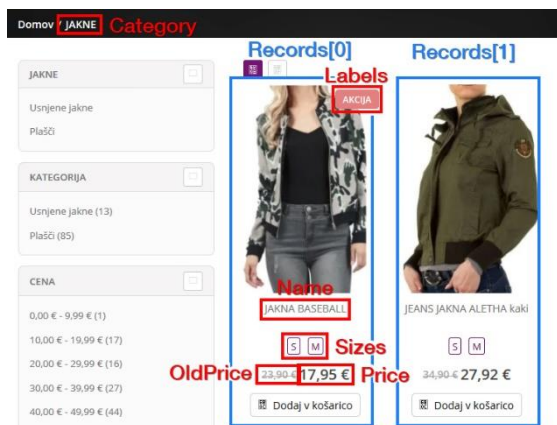 Domov / JAKNE Category
Records[0] Records[1]
JAKNE
Usnjene jakne
Plašči
KATEGORIJA
Usnjene jakne (13)
Plašči (85)
CENA
0,00 € - 9,99 € (1)
10,00 € - 19,99 € (17)
20,00 € - 29,99 € (16)
30,00 € - 39,99 € (27)
40,00 € - 49,99 € (44)
Labels
AKCIJA
Name
JAKNA BASEBALL
S M Sizes
OldPrice 23,90 € 17,95 € Price
Dodaj v košarico
JEANS JAKNA ALETHA kaki
S M
34,90 € 27,92 €
Dodaj v košarico